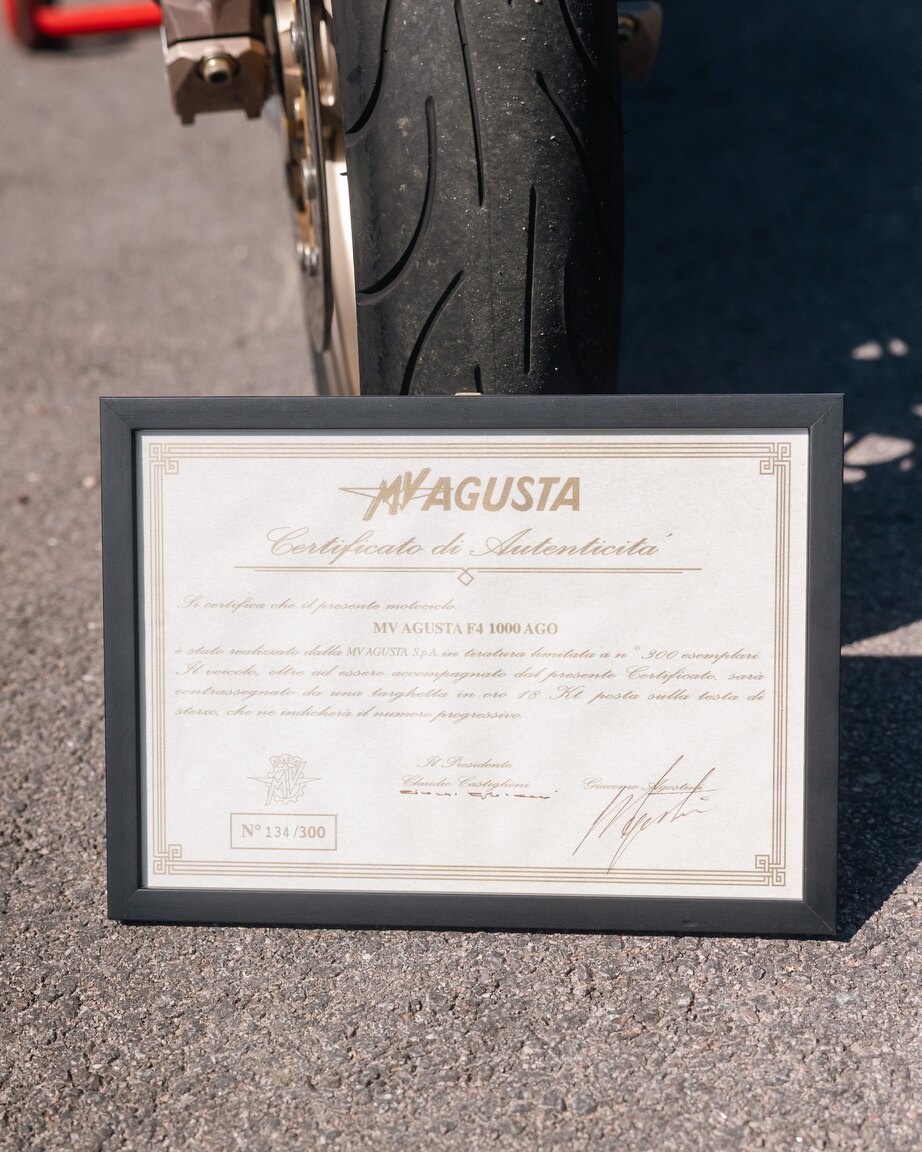 MV AGUSTA
Certificato di Autenticita'
Si certifica che il presente motociclo:
MV AGUSTA F4 1000 AGO
è stato realizzato dalla MV AGUSTA S.p.A. in tiratura limitata a n° 300 esemplari.
Il veicolo, oltre ad essere accompagnato dal presente Certificato, sarà
contrassegnato da una targhetta in oro 18 Kt. posta sulla testa di
sterzo, che ne indicherà il numero progressivo.
AGUSTA
MV
Il Presidente
Claudio Castiglioni
Giacomo Agostini
N° 134 /300